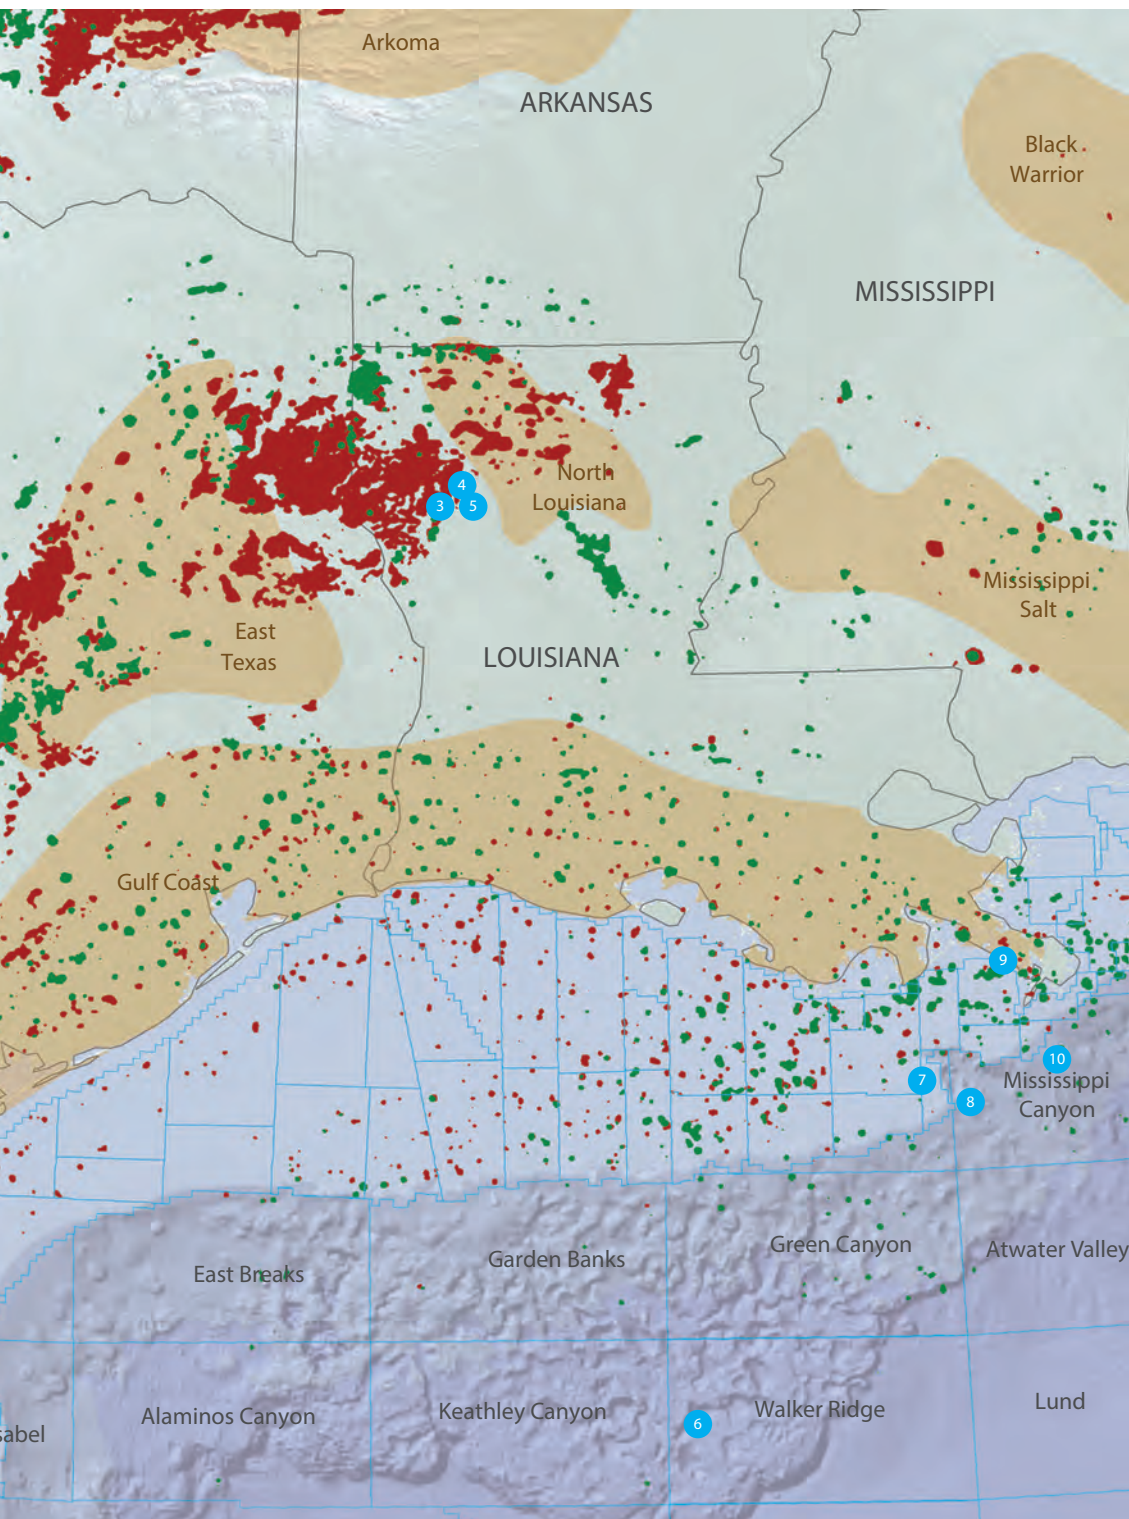 Arkoma
ARKANSAS
Black
Warrior
MISSISSIPPI
North
Louisiana
4
3
5
Mississippi
Salt
East
Texas
LOUISIANA
Gulf Coast
9
10
7
Mississippi
Canyon
8
Green Canyon
Atwater Valley
Garden Banks
East Breaks
Lund
Walker Ridge
Keathley Canyon
Alaminos Canyon
6
sabel